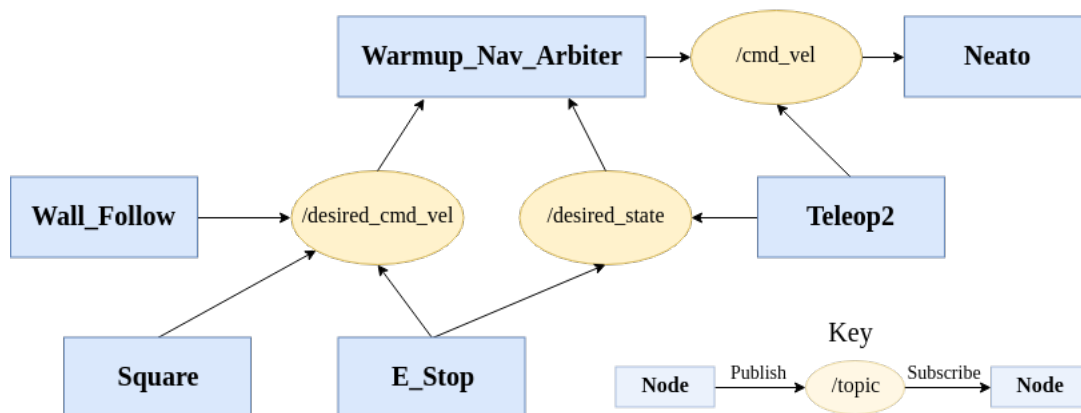 Warmup_Nav_Arbiter
/cmd_vel
Neato
Wall_Follow
/desired_cmd_vel
/desired_state
Teleop2
Square
E_Stop
Key
Node
Publish
/topic
Subscribe
Node